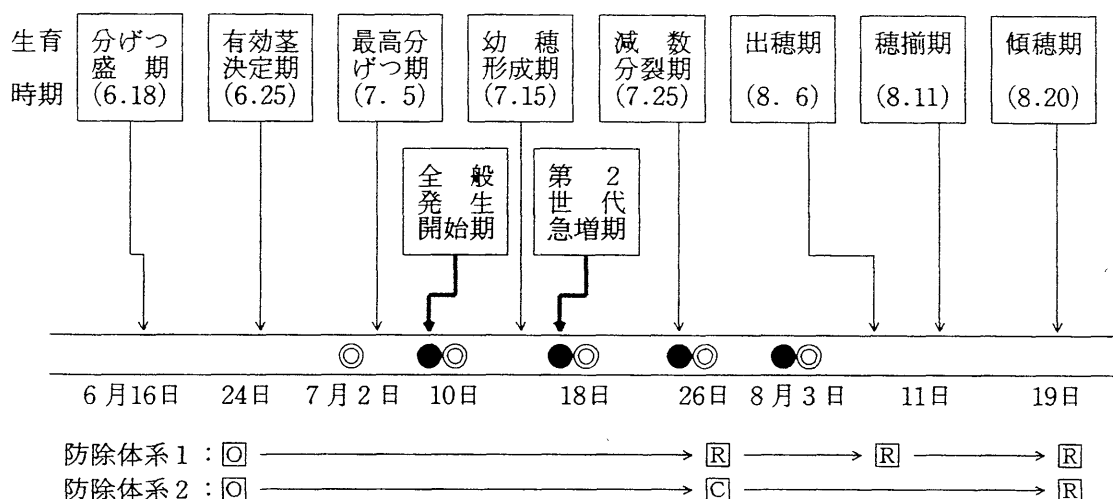 生育
時期
分げつ
盛期
(6.18)
有効茎
決定期
(6.25)
最高分
げつ期
(7. 5)
幼穂
形成期
(7.15)
減数
分裂期
(7.25)
出穂期
(8. 6)
穂揃期
(8.11)
傾穂期
(8.20)
全般
発生
開始期
第2
世代
急増期
6月16日 24日 7月2日 10日 18日 26日 8月3日 11日 19日
防除体系1:O R R R
防除体系2:O C R